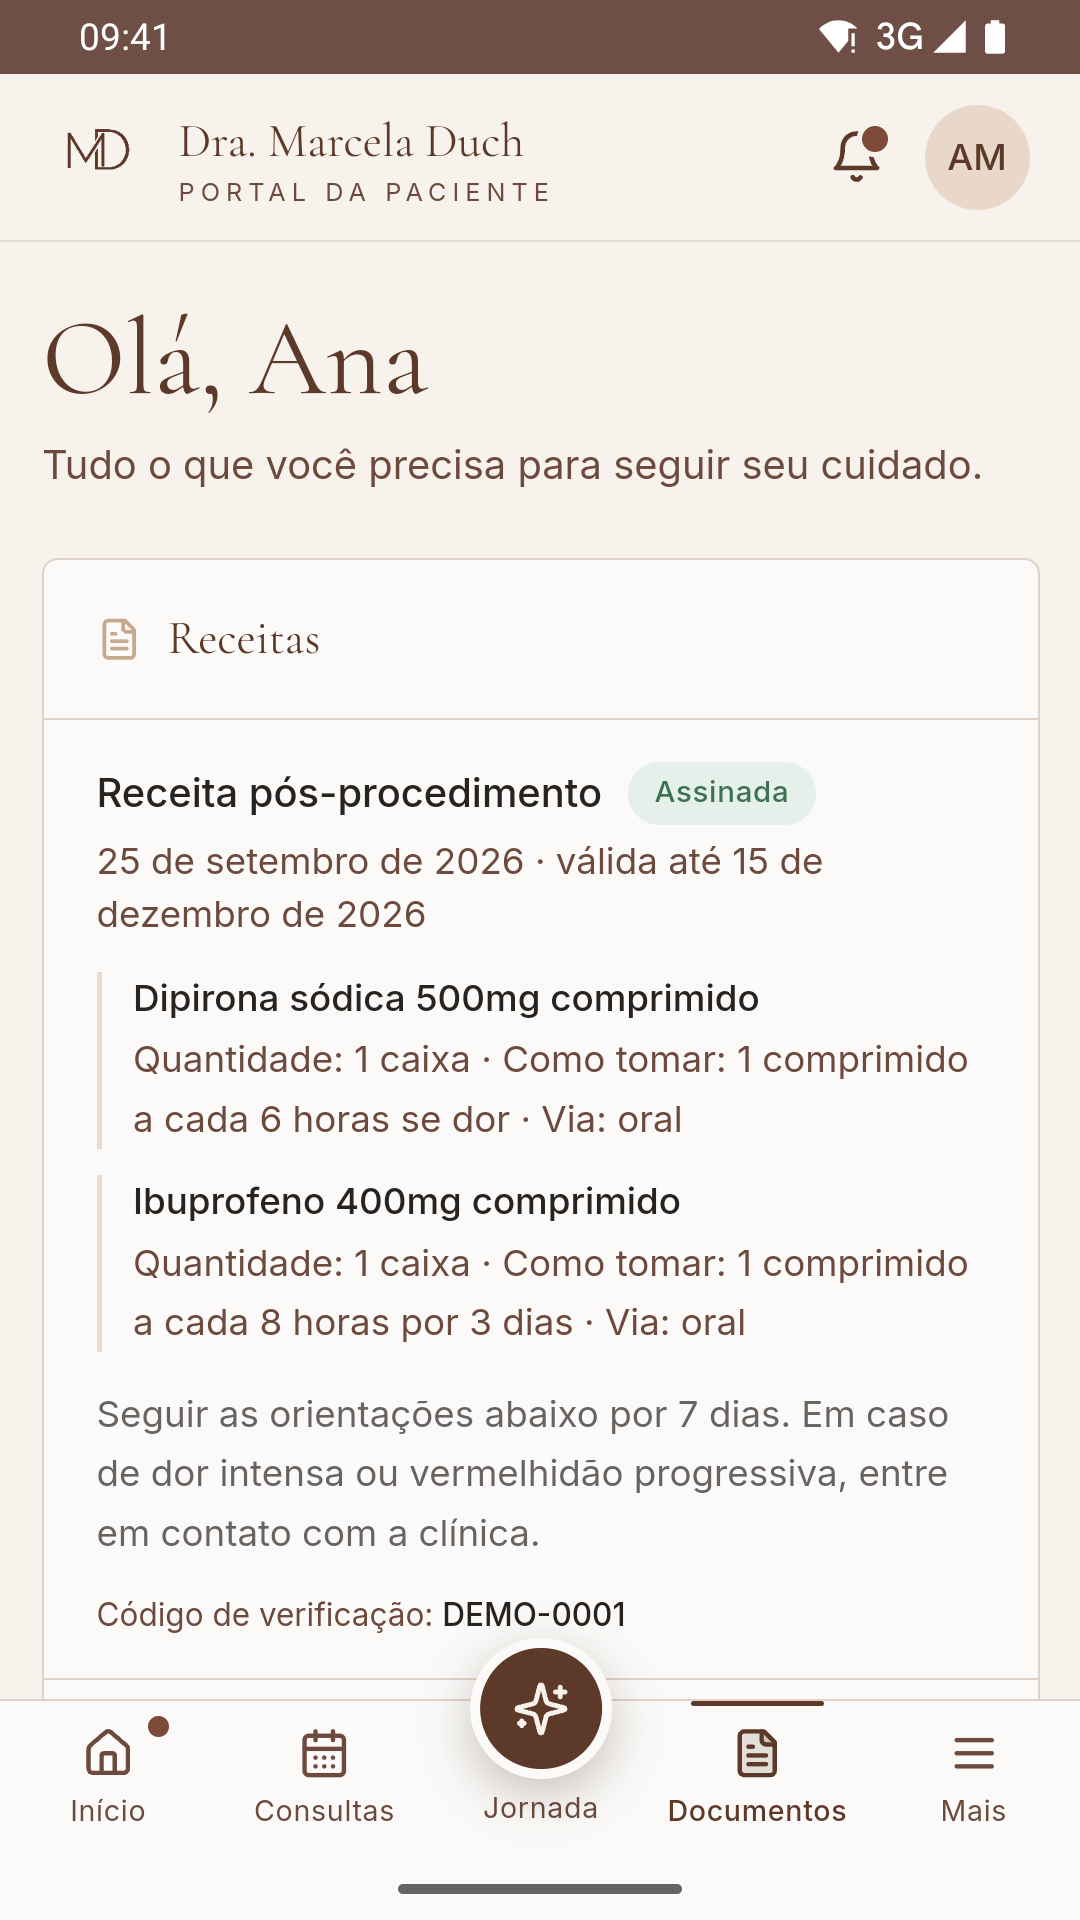 09:41
3G
MD
Dra. Marcela Duch
PORTAL DA PACIENTE
AM
Olá, Ana
Tudo o que você precisa para seguir seu cuidado.
Receitas
Receita pós-procedimento
Assinada
25 de setembro de 2026 · válida até 15 de
dezembro de 2026
Dipirona sódica 500mg comprimido
Quantidade: 1 caixa · Como tomar: 1 comprimido
a cada 6 horas se dor · Via: oral
Ibuprofeno 400mg comprimido
Quantidade: 1 caixa · Como tomar: 1 comprimido
a cada 8 horas por 3 dias · Via: oral
Seguir as orientações abaixo por 7 dias. Em caso
de dor intensa ou vermelhidão progressiva, entre
em contato com a clínica.
Código de verificação: DEMO-0001
Início
Consultas
Jornada
Documentos
Mais